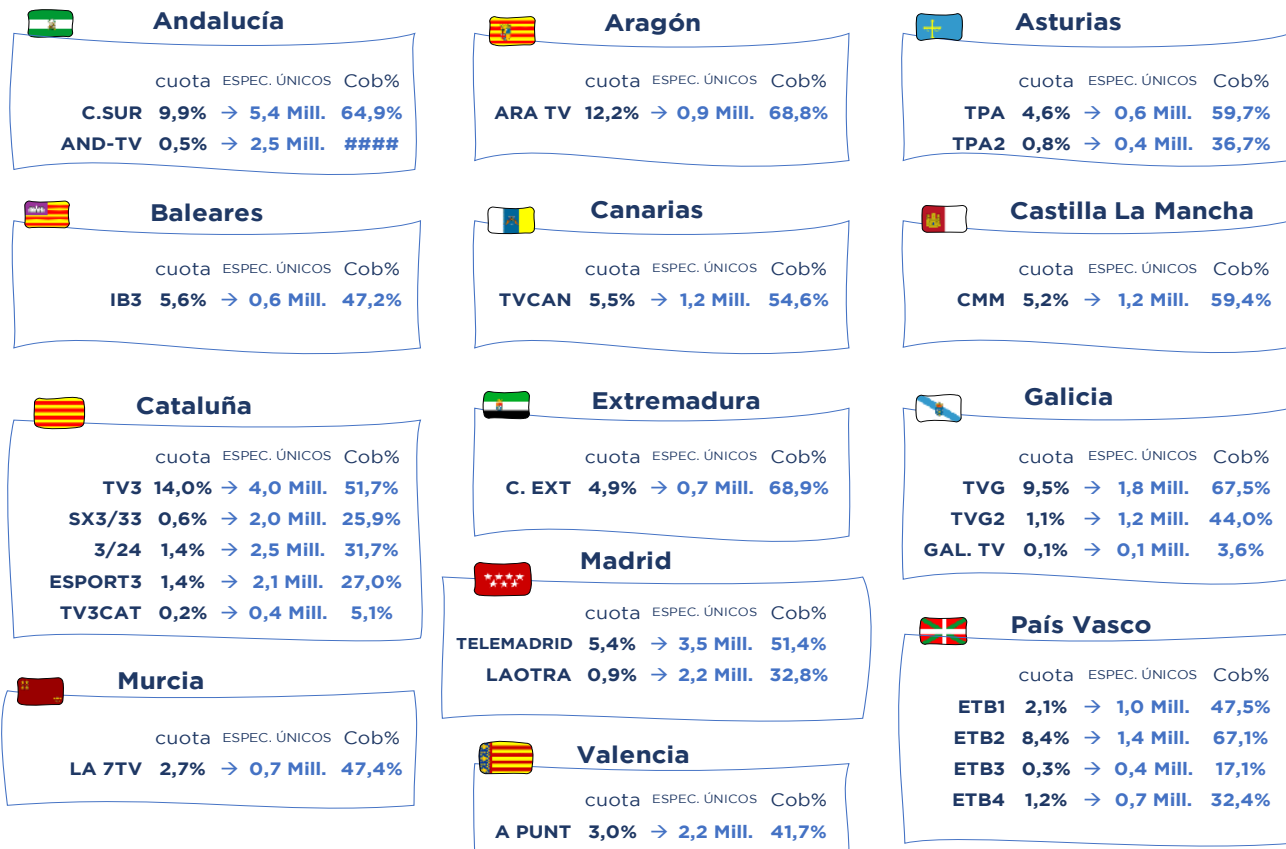 Andalucía
cuota ESPEC. ÚNICOS Cob%
C.SUR 9,9% → 5,4 Mill. 64,9%
AND-TV 0,5% → 2,5 Mill. ####
Aragón
cuota ESPEC. ÚNICOS Cob%
ARA TV 12,2% → 0,9 Mill. 68,8%
Asturias
cuota ESPEC. ÚNICOS Cob%
TPA 4,6% → 0,6 Mill. 59,7%
TPA2 0,8% → 0,4 Mill. 36,7%
Baleares
cuota ESPEC. ÚNICOS Cob%
IB3 5,6% → 0,6 Mill. 47,2%
Canarias
cuota ESPEC. ÚNICOS Cob%
TVCAN 5,5% → 1,2 Mill. 54,6%
Castilla La Mancha
cuota ESPEC. ÚNICOS Cob%
CMM 5,2% → 1,2 Mill. 59,4%
Cataluña
cuota ESPEC. ÚNICOS Cob%
TV3 14,0% → 4,0 Mill. 51,7%
SX3/33 0,6% → 2,0 Mill. 25,9%
3/24 1,4% → 2,5 Mill. 31,7%
ESPORT3 1,4% → 2,1 Mill. 27,0%
TV3CAT 0,2% → 0,4 Mill. 5,1%
Extremadura
cuota ESPEC. ÚNICOS Cob%
C. EXT 4,9% → 0,7 Mill. 68,9%
Galicia
cuota ESPEC. ÚNICOS Cob%
TVG 9,5% → 1,8 Mill. 67,5%
TVG2 1,1% → 1,2 Mill. 44,0%
GAL. TV 0,1% → 0,1 Mill. 3,6%
Madrid
cuota ESPEC. ÚNICOS Cob%
TELEMADRID 5,4% → 3,5 Mill. 51,4%
LAOTRA 0,9% → 2,2 Mill. 32,8%
País Vasco
cuota ESPEC. ÚNICOS Cob%
ETB1 2,1% → 1,0 Mill. 47,5%
ETB2 8,4% → 1,4 Mill. 67,1%
ETB3 0,3% → 0,4 Mill. 17,1%
ETB4 1,2% → 0,7 Mill. 32,4%
Murcia
cuota ESPEC. ÚNICOS Cob%
LA 7TV 2,7% → 0,7 Mill. 47,4%
Valencia
cuota ESPEC. ÚNICOS Cob%
A PUNT 3,0% → 2,2 Mill. 41,7%